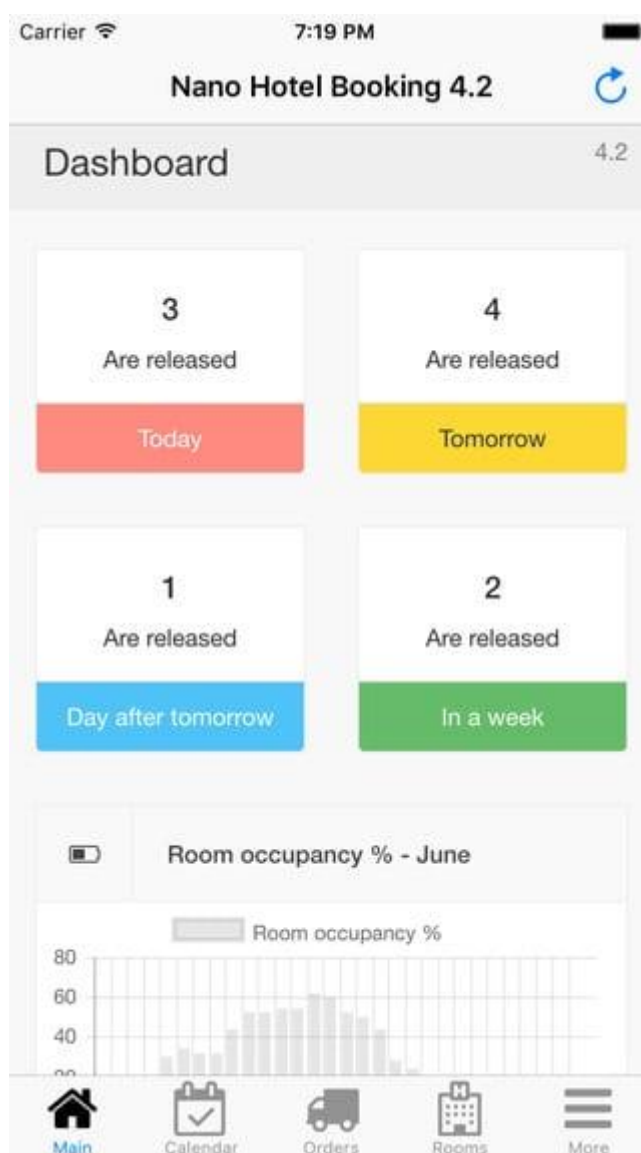 Carrier 7:19 PM
Nano Hotel Booking 4.2
Dashboard 4.2
3 4
Are released Are released
Today Tomorrow
1 2
Are released Are released
Day after tomorrow In a week
Room occupancy % - June
Room occupancy %
80
60
40
20
Main Calendar Orders Rooms More